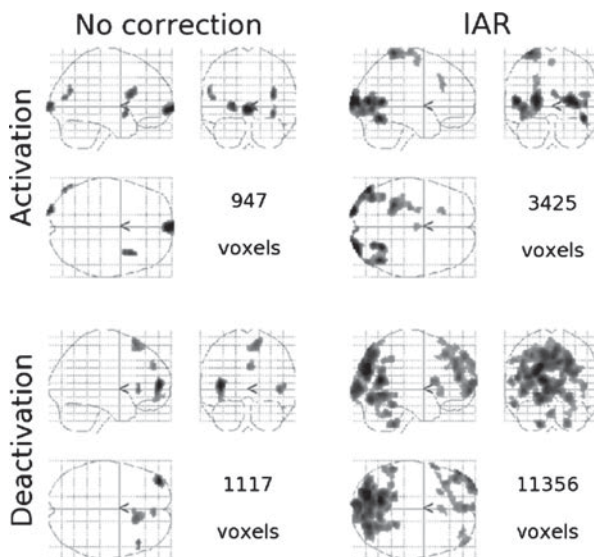 No correction
IAR
Activation
947
voxels
3425
voxels
Deactivation
1117
voxels
11356
voxels